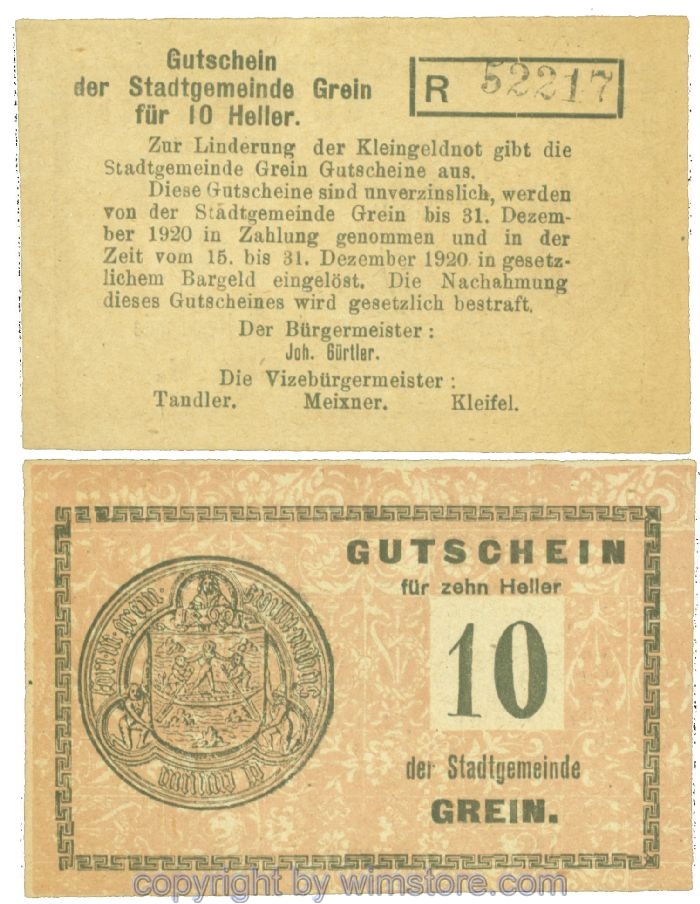 Gutschein
der Stadtgemeinde Grein
für 10 Heller.
R 52217
Zur Linderung der Kleingeldnot gibt die
Stadtgemeinde Grein Gutscheine aus.
Diese Gutscheine sind unverzinslich, werden
von der Stadtgemeinde Grein bis 31. Dezem-
ber 1920 in Zahlung genommen und in der
Zeit vom 15. bis 31. Dezember 1920 in gesetz-
lichem Bargeld eingelöst. Die Nachahmung
dieses Gutscheines wird gesetzlich bestraft.
Der Bürgermeister:
Joh. Gürtler.
Die Vizebürgermeister:
Tandler. Meixner. Kleifel.
GUTSCHEIN
für zehn Heller
10
der Stadtgemeinde
GREIN.
copyright by wimstore.com